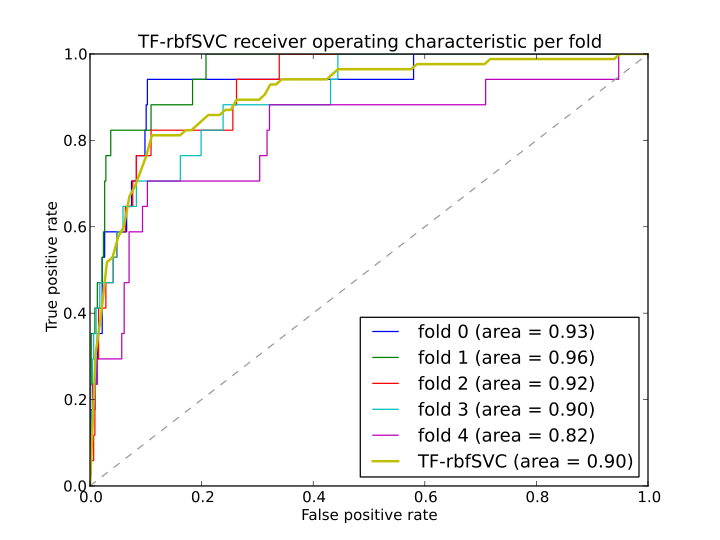 TF-rbfSVC receiver operating characteristic per fold
1.0
0.8
0.6
0.4
0.2
0.0
True positive rate
fold 0 (area = 0.93)
fold 1 (area = 0.96)
fold 2 (area = 0.92)
fold 3 (area = 0.90)
fold 4 (area = 0.82)
TF-rbfSVC (area = 0.90)
0.0 0.2 0.4 0.6 0.8 1.0
False positive rate